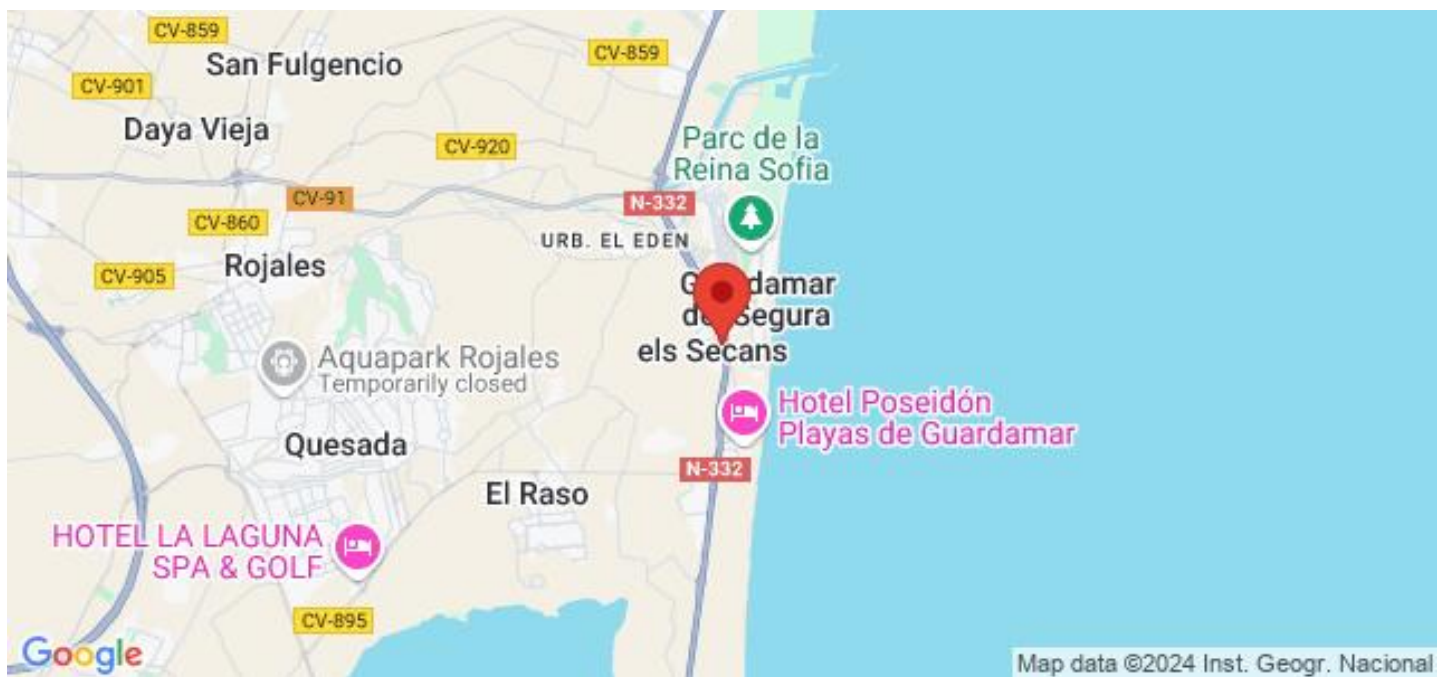 CV-859
San Fulgencio
CV-859
CV-901
Daya Vieja
CV-920
Parc de la
Reina Sofia
CV-91
N-332
CV-860
URB. EL EDEN
Rojales
CV-905
Guardamar
del Segura
els Secans
Aquapark Rojales
Temporarily closed
Hotel Poseidón
Playas de Guardamar
Quesada
N-332
El Raso
HOTEL LA LAGUNA
SPA & GOLF
CV-895
Google
Map data ©2024 Inst. Geogr. Nacional